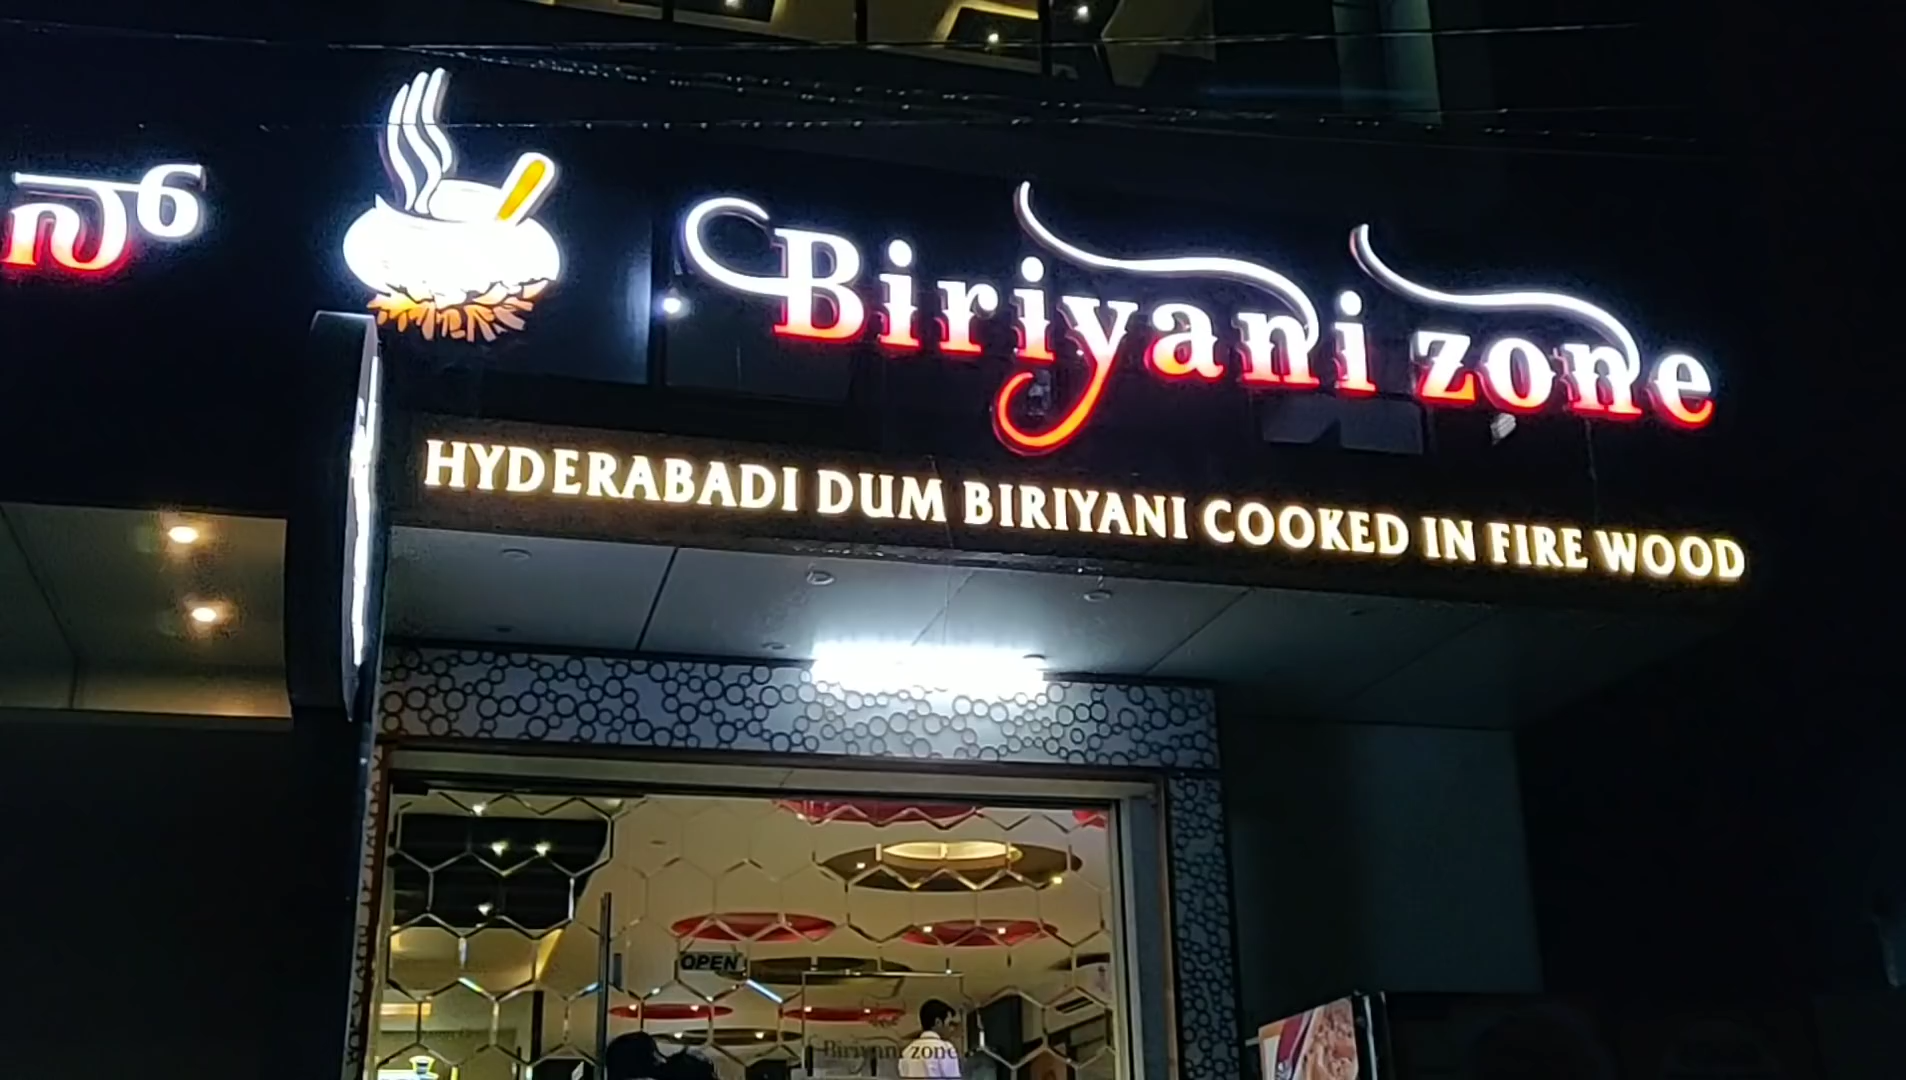 ನ್
Biriyani zone
HYDERABADI DUM BIRIYANI COOKED IN FIRE WOOD
OPEN
Biriyani zone